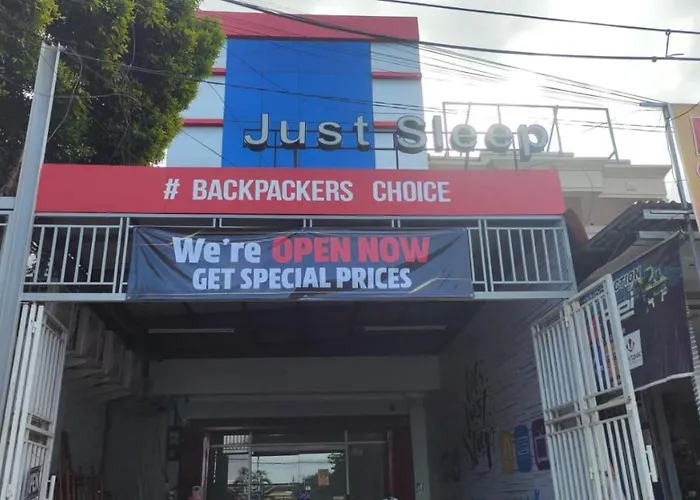 Just Sleep
# BACKPACKERS CHOICE
We're OPEN NOW
GET SPECIAL PRICES